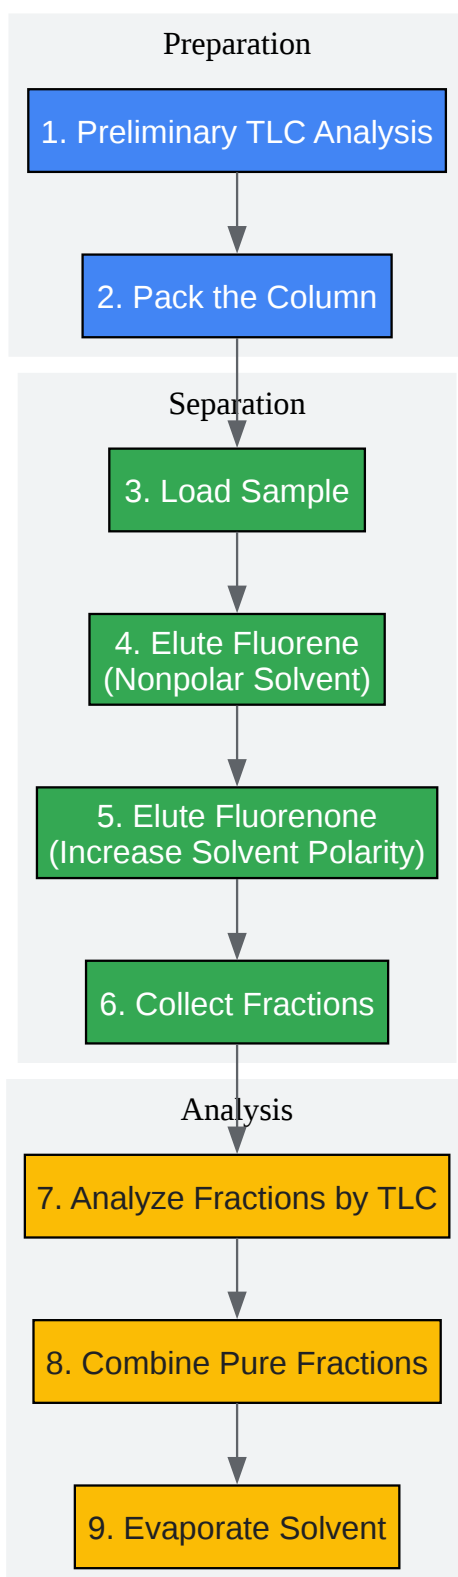 Preparation
1. Preliminary TLC Analysis
2. Pack the Column
Separation
3. Load Sample
4. Elute Fluorene
(Nonpolar Solvent)
5. Elute Fluorenone
(Increase Solvent Polarity)
6. Collect Fractions
Analysis
7. Analyze Fractions by TLC
8. Combine Pure Fractions
9. Evaporate Solvent